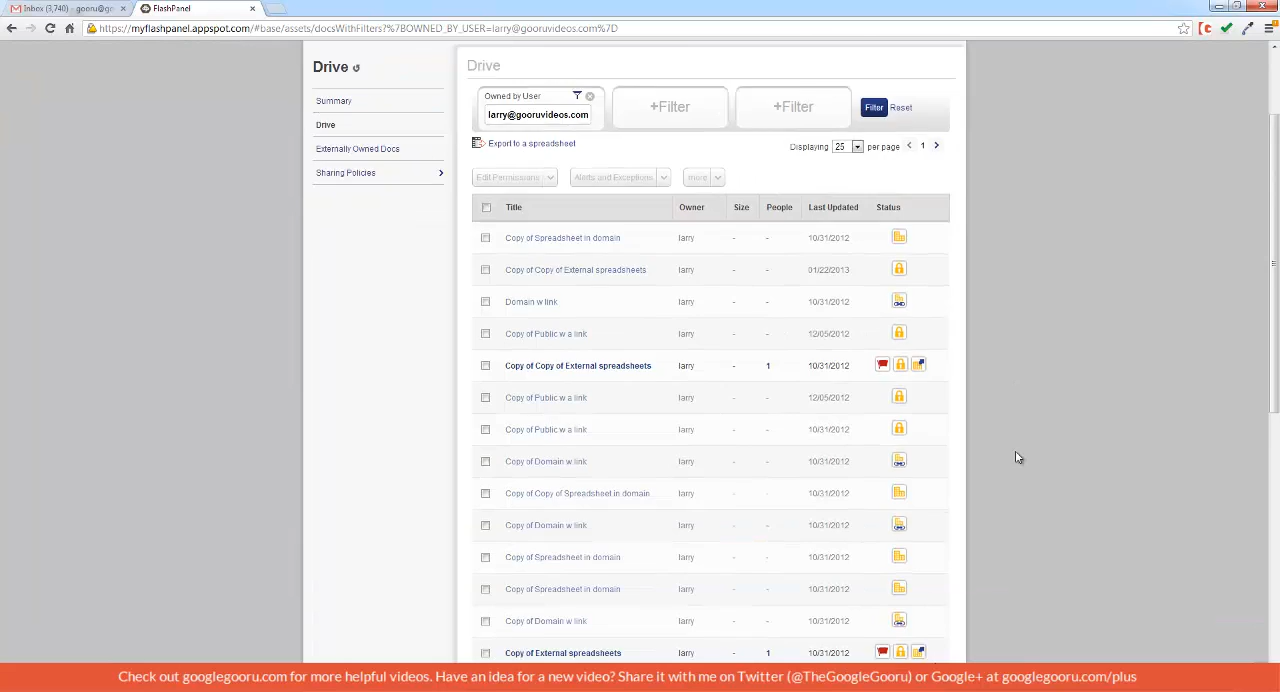 Inbox (3,740) - gooru@go
FlashPanel
https://myflashpanel.appspot.com/#base/assets/docsWithFilters?%7BOWNED_BY_USER=larry@gooruvideos.com%7D
Drive
Summary
Drive
Externally Owned Docs
Sharing Policies
Drive
Owned by User
larry@gooruvideos.com
+Filter
+Filter
Filter Reset
Export to a spreadsheet
Displaying 25 per page < 1 >
Edit Permissions Alerts and Exceptions more
Title Owner Size People Last Updated Status
Copy of Spreadsheet in domain larry - - 10/31/2012
Copy of Copy of External spreadsheets larry - - 01/22/2013
Domain w link larry - - 10/31/2012
Copy of Public w a link larry - - 12/05/2012
Copy of Copy of External spreadsheets larry - 1 10/31/2012
Copy of Public w a link larry - - 12/05/2012
Copy of Public w a link larry - - 10/31/2012
Copy of Domain w link larry - - 10/31/2012
Copy of Copy of Spreadsheet in domain larry - - 10/31/2012
Copy of Domain w link larry - - 10/31/2012
Copy of Spreadsheet in domain larry - - 10/31/2012
Copy of Spreadsheet in domain larry - - 10/31/2012
Copy of Domain w link larry - - 10/31/2012
Copy of External spreadsheets larry - 1 10/31/2012
Check out googlegooru.com for more helpful videos. Have an idea for a new video? Share it with me on Twitter (@TheGoogleGooru) or Google+ at googlegooru.com/plus